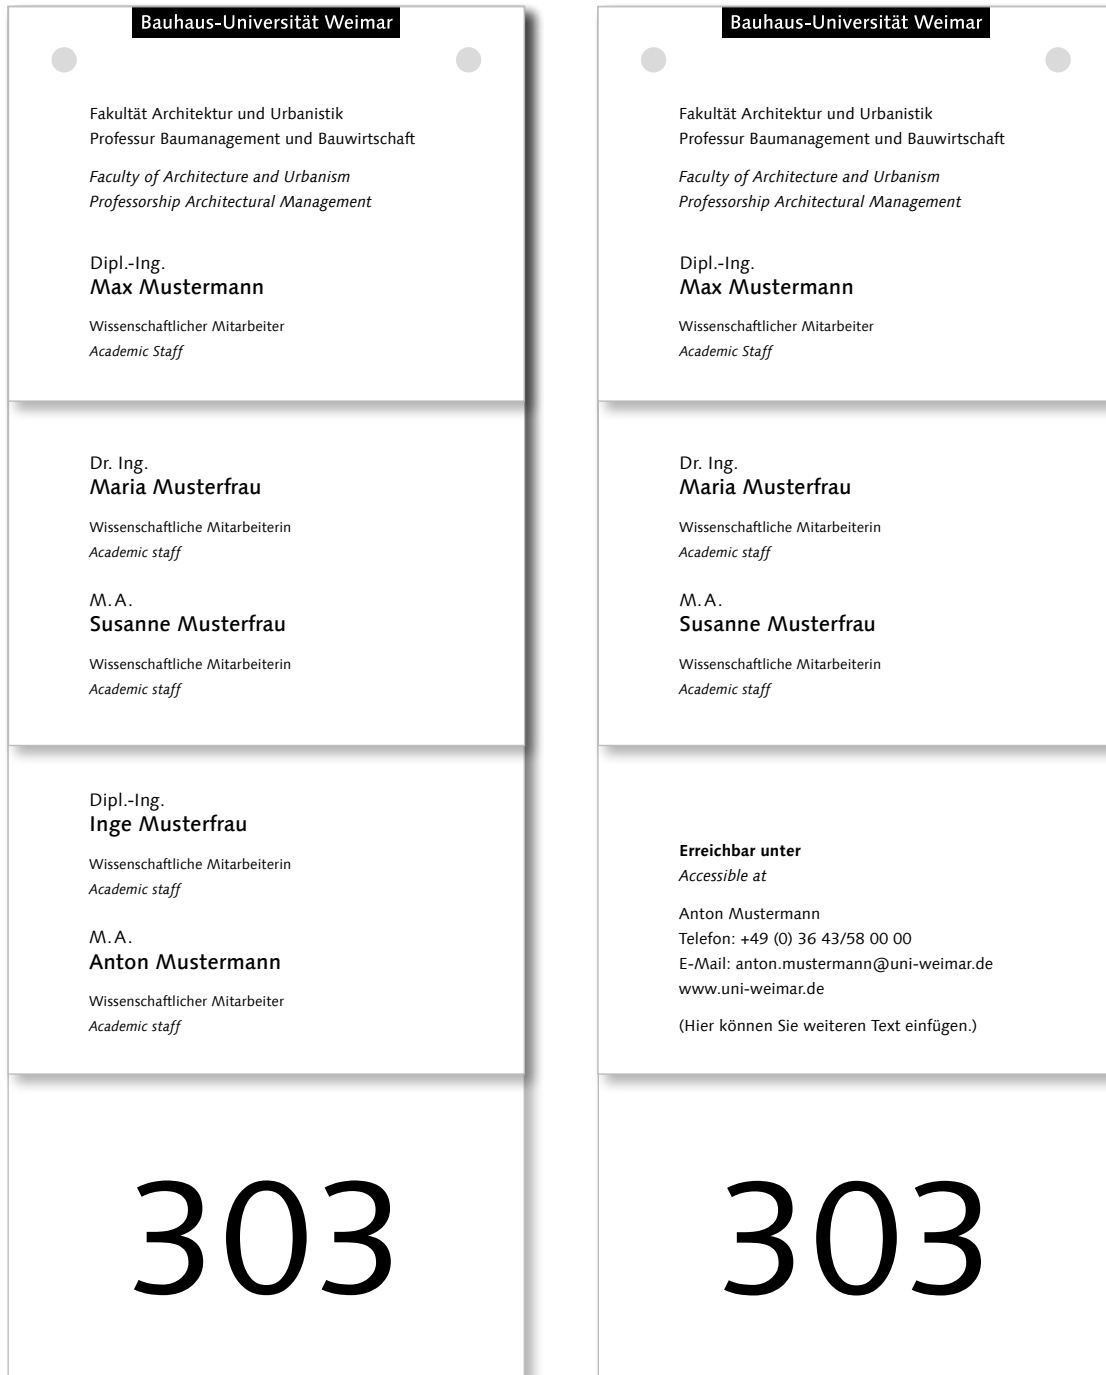 Bauhaus-Universität Weimar
Fakultät Architektur und Urbanistik
Professur Baumanagement und Bauwirtschaft
Faculty of Architecture and Urbanism
Professorship Architectural Management
Dipl.-Ing.
Max Mustermann
Wissenschaftlicher Mitarbeiter
Academic Staff
Dr. Ing.
Maria Musterfrau
Wissenschaftliche Mitarbeiterin
Academic staff
M.A.
Susanne Musterfrau
Wissenschaftliche Mitarbeiterin
Academic staff
Dipl.-Ing.
Inge Musterfrau
Wissenschaftliche Mitarbeiterin
Academic staff
M.A.
Anton Mustermann
Wissenschaftlicher Mitarbeiter
Academic staff
303
Bauhaus-Universität Weimar
Fakultät Architektur und Urbanistik
Professur Baumanagement und Bauwirtschaft
Faculty of Architecture and Urbanism
Professorship Architectural Management
Dipl.-Ing.
Max Mustermann
Wissenschaftlicher Mitarbeiter
Academic Staff
Dr. Ing.
Maria Musterfrau
Wissenschaftliche Mitarbeiterin
Academic staff
M.A.
Susanne Musterfrau
Wissenschaftliche Mitarbeiterin
Academic staff
Erreichbar unter
Accessible at
Anton Mustermann
Telefon: +49 (0) 36 43/58 00 00
E-Mail: anton.mustermann@uni-weimar.de
www.uni-weimar.de
(Hier können Sie weiteren Text einfügen.)
303